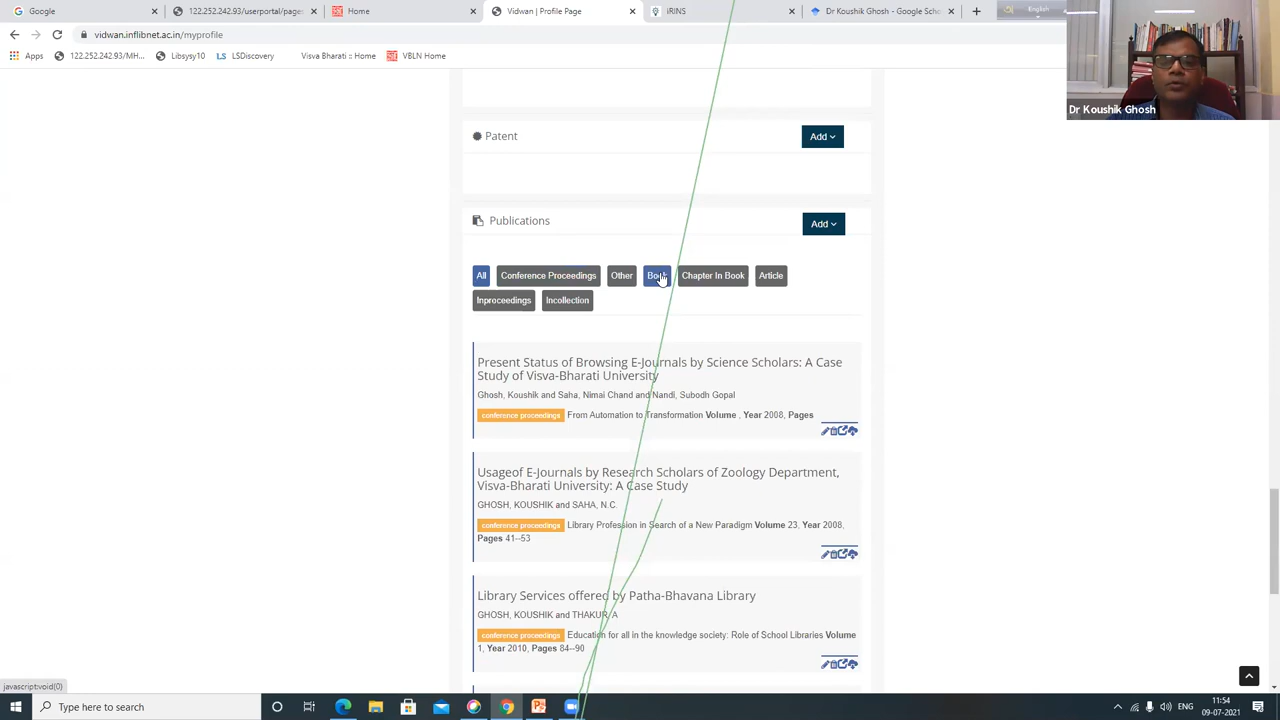 Google
122.252.242.93/userportal/pages
Home
Vidwan | Profile Page
IRINS
Dr Koushik Ghosh - Google Schol
English
vidwan.inflibnet.ac.in/myprofile
Apps
122.252.242.93/MH...
Libsysy10
LS LSDiscovery
Visva Bharati : Home
VBLN Home
Dr Koushik Ghosh
Patent
Add
Publications
Add
All Conference Proceedings Other Book Chapter In Book Article
Inproceedings Incollection
Present Status of Browsing E-Journals by Science Scholars: A Case
Study of Visva-Bharati University
Ghosh, Koushik and Saha, Nimai Chand and Nandi, Subodh Gopal
conference proceedings From Automation to Transformation Volume , Year 2008, Pages
Usageof E-Journals by Research Scholars of Zoology Department,
Visva-Bharati University: A Case Study
GHOSH, KOUSHIK and SAHA, N.C.
conference proceedings Library Profession in Search of a New Paradigm Volume 23, Year 2008,
Pages 41--53
Library Services offered by Patha-Bhavana Library
GHOSH, KOUSHIK and THAKUR, A
conference proceedings Education for all in the knowledge society: Role of School Libraries Volume
1, Year 2010, Pages 84--90
javascript:void(0)
Type here to search
ENG
11:54
09-07-2021